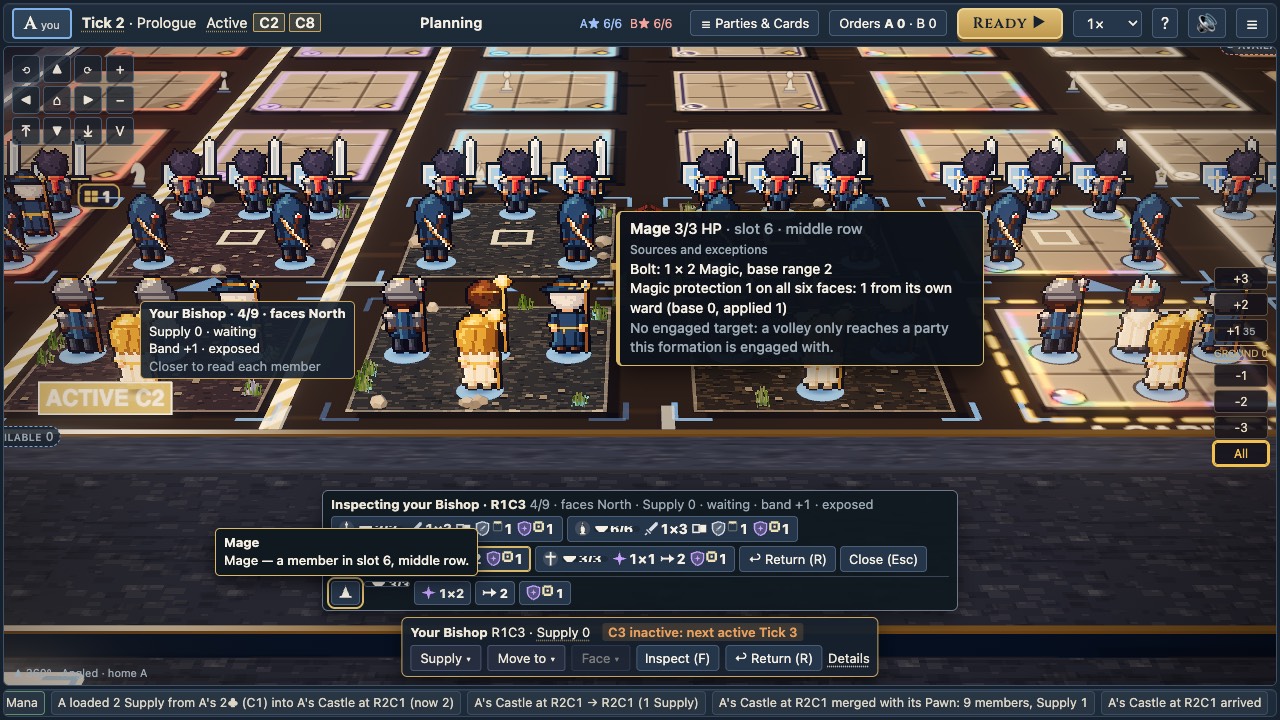 A you Tick 2 · Prologue Active C2 C8 Planning A★ 6/6 B★ 6/6 ≡ Parties & Cards Orders A 0 · B 0 READY ▶ 1× ?
V
1
Mage 3/3 HP · slot 6 · middle row
Sources and exceptions
Bolt: 1 × 2 Magic, base range 2
Magic protection 1 on all six faces: 1 from its own
ward (base 0, applied 1)
No engaged target: a volley only reaches a party
this formation is engaged with.
Your Bishop · 4/9 · faces North
Supply 0 · waiting
Band +1 · exposed
Closer to read each member
ACTIVE C2
+3
+2
+1 35
GROUND 0
-1
-2
-3
All
Inspecting your Bishop · R1C3 4/9 · faces North · Supply 0 · waiting · band +1 · exposed
1 1 1×3 1 1
Mage
Mage — a member in slot 6, middle row.
1 3/3 1×1 2 1 ↩ Return (R) Close (Esc)
1×2 2 1
Your Bishop R1C3 · Supply 0 C3 inactive: next active Tick 3
Supply ▾ Move to ▾ Face ▾ Inspect (F) ↩ Return (R) Details
home A
Mana A loaded 2 Supply from A's 2♣ (C1) into A's Castle at R2C1 (now 2) A's Castle at R2C1 → R2C1 (1 Supply) A's Castle at R2C1 merged with its Pawn: 9 members, Supply 1 A's Castle at R2C1 arrived